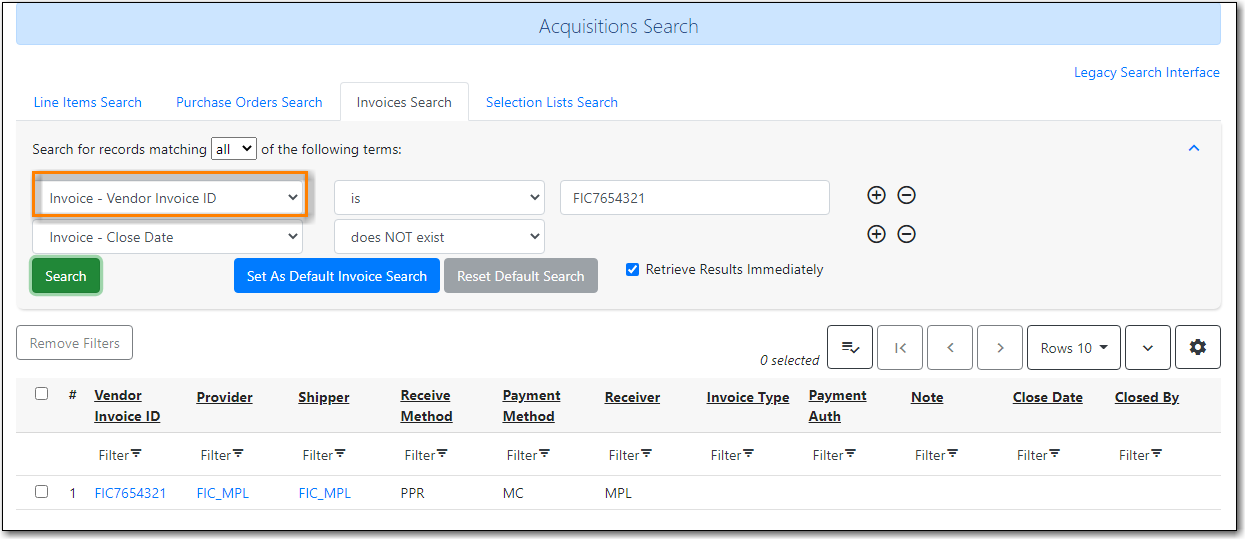 Acquisitions Search
Legacy Search Interface
Line Items Search Purchase Orders Search Invoices Search Selection Lists Search
Search for records matching all of the following terms:
Invoice - Vendor Invoice ID is FIC7654321
Invoice - Close Date does NOT exist
Search Set As Default Invoice Search Reset Default Search Retrieve Results Immediately
Remove Filters 0 selected Rows 10
# Vendor Invoice ID Provider Shipper Receive Method Payment Method Receiver Invoice Type Payment Auth Note Close Date Closed By
Filter Filter Filter Filter Filter Filter Filter Filter Filter Filter Filter
1 FIC7654321 FIC_MPL FIC_MPL PPR MC MPL